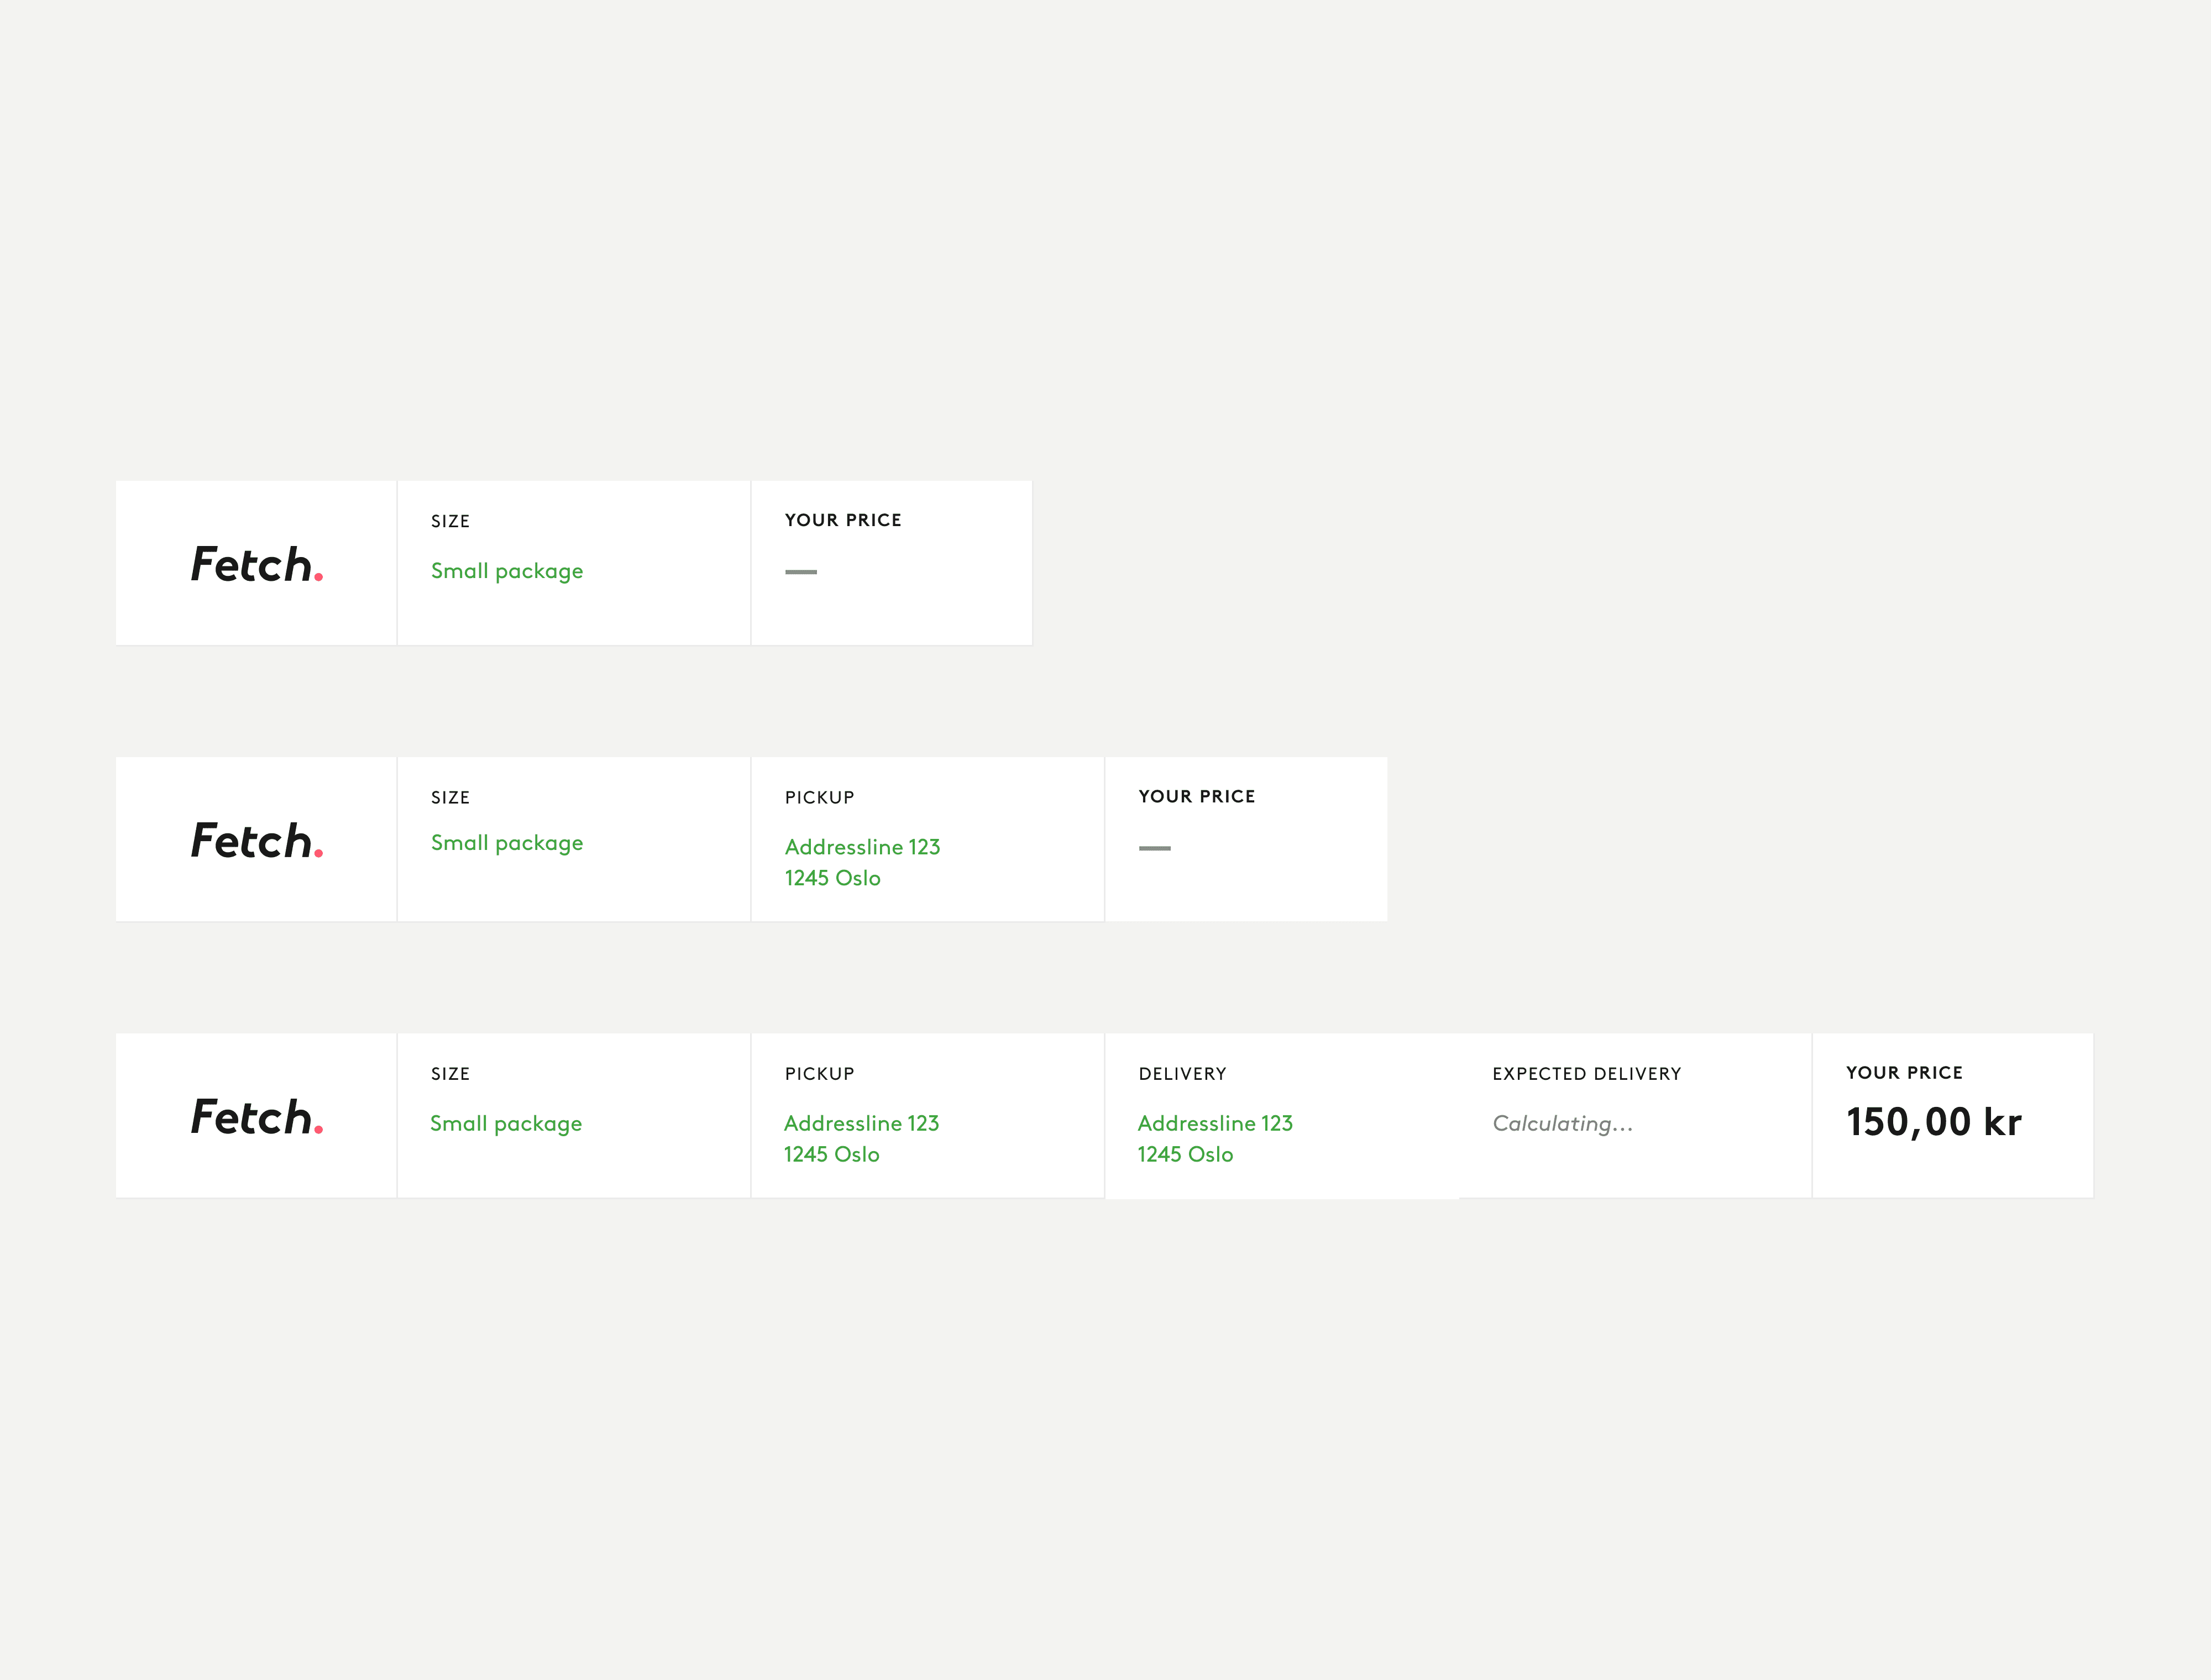 Fetch.
SIZE
Small package
YOUR PRICE
—
Fetch.
SIZE
Small package
PICKUP
Addressline 123
1245 Oslo
YOUR PRICE
—
Fetch.
SIZE
Small package
PICKUP
Addressline 123
1245 Oslo
DELIVERY
Addressline 123
1245 Oslo
EXPECTED DELIVERY
Calculating...
YOUR PRICE
150,00 kr